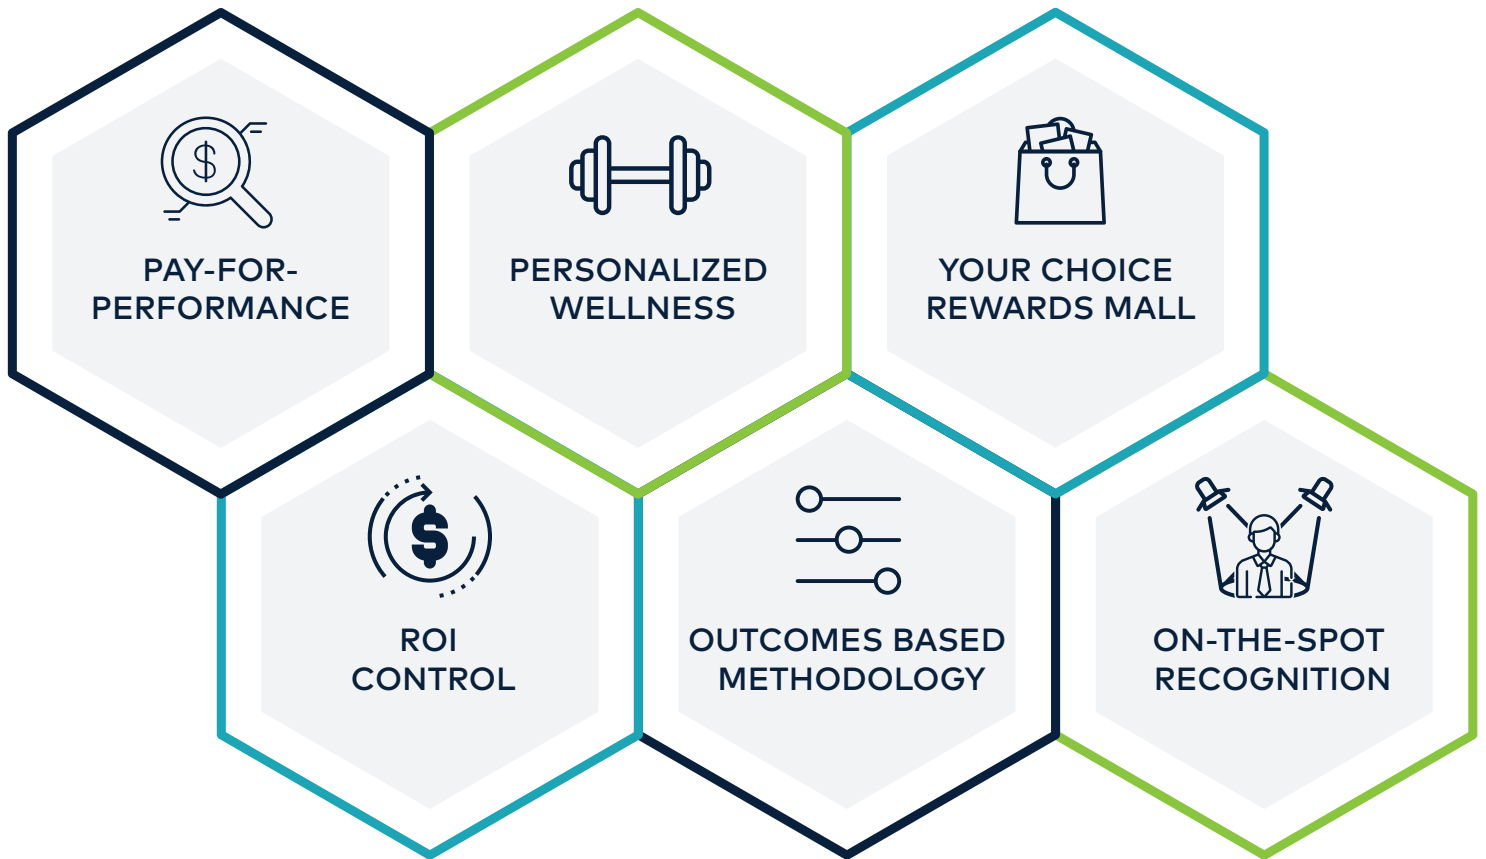 PAY-FOR-
PERFORMANCE
PERSONALIZED
WELLNESS
YOUR CHOICE
REWARDS MALL
$
ROI
CONTROL
$
OUTCOMES BASED
METHODOLOGY
ON-THE-SPOT
RECOGNITION